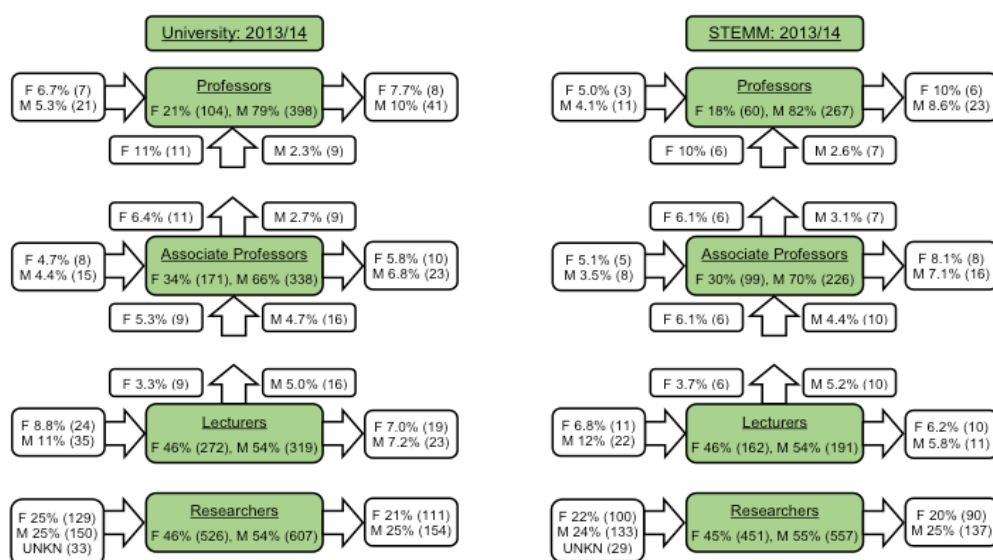 University: 2013/14
F 6.7% (7)
M 5.3% (21)
Professors
F 21% (104), M 79% (398)
F 7.7% (8)
M 10% (41)
F 11% (11)
M 2.3% (9)
F 6.4% (11)
M 2.7% (9)
F 4.7% (8)
M 4.4% (15)
Associate Professors
F 34% (171), M 66% (338)
F 5.8% (10)
M 6.8% (23)
F 5.3% (9)
M 4.7% (16)
F 3.3% (9)
M 5.0% (16)
F 8.8% (24)
M 11% (35)
Lecturers
F 46% (272), M 54% (319)
F 7.0% (19)
M 7.2% (23)
F 25% (129)
M 25% (150)
UNKN (33)
Researchers
F 46% (526), M 54% (607)
F 21% (111)
M 25% (154)
STEMM: 2013/14
F 5.0% (3)
M 4.1% (11)
Professors
F 18% (60), M 82% (267)
F 10% (6)
M 8.6% (23)
F 10% (6)
M 2.6% (7)
F 6.1% (6)
M 3.1% (7)
F 5.1% (5)
M 3.5% (8)
Associate Professors
F 30% (99), M 70% (226)
F 8.1% (8)
M 7.1% (16)
F 6.1% (6)
M 4.4% (10)
F 3.7% (6)
M 5.2% (10)
F 6.8% (11)
M 12% (22)
Lecturers
F 46% (162), M 54% (191)
F 6.2% (10)
M 5.8% (11)
F 22% (100)
M 24% (133)
UNKN (29)
Researchers
F 45% (451), M 55% (557)
F 20% (90)
M 25% (137)